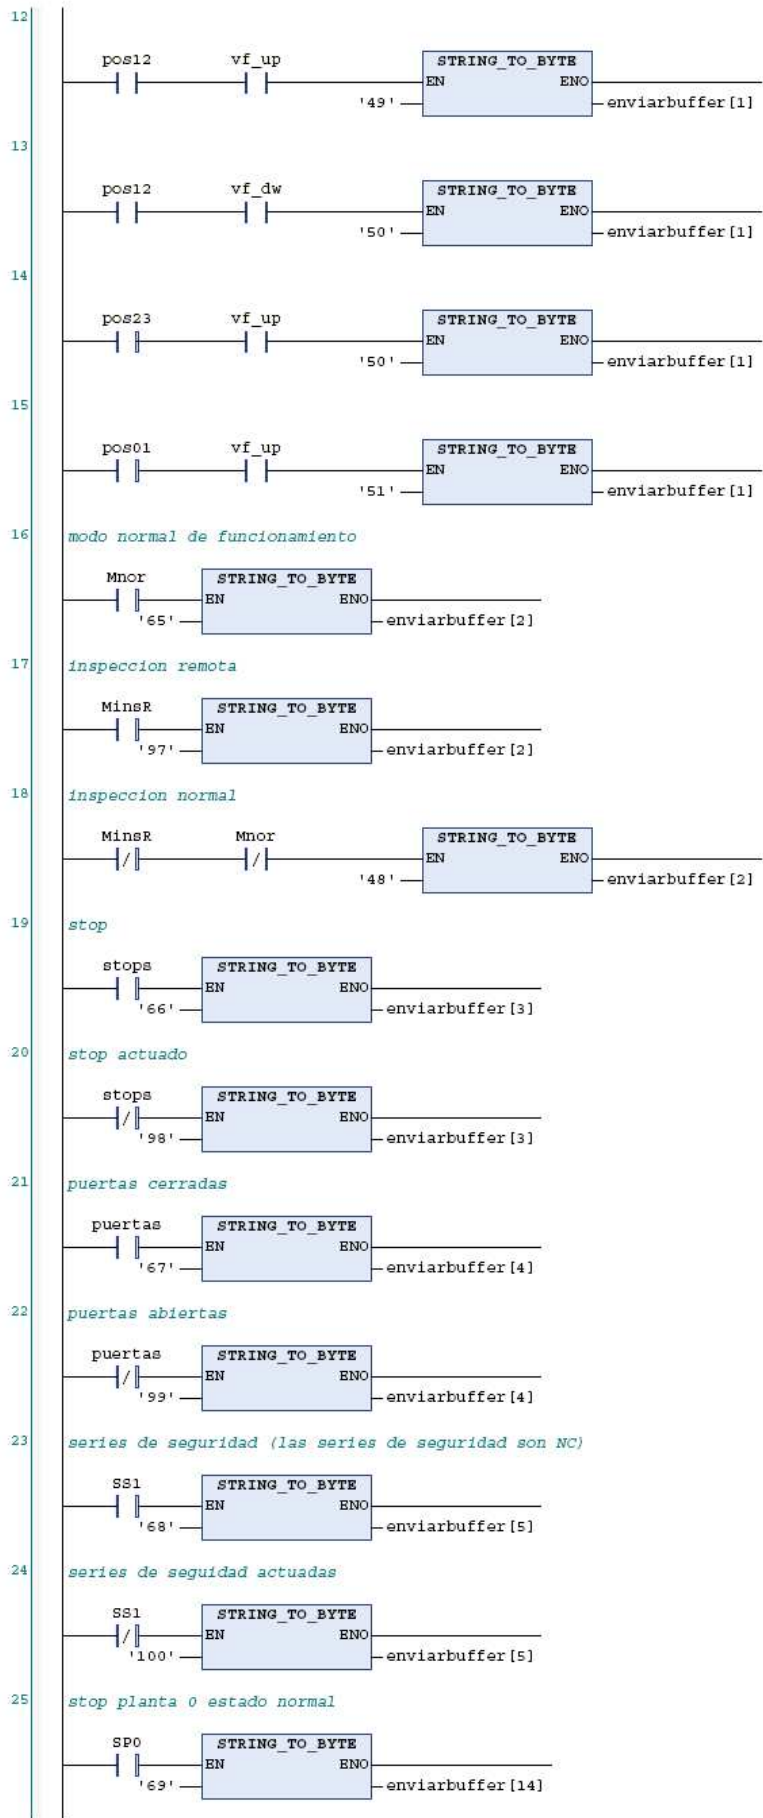 12
pos12 vf_up STRING_TO_BYTE
EN ENO
'49' enviarbuffer[1]
13
pos12 vf_dw STRING_TO_BYTE
EN ENO
'50' enviarbuffer[1]
14
pos23 vf_up STRING_TO_BYTE
EN ENO
'50' enviarbuffer[1]
15
pos01 vf_up STRING_TO_BYTE
EN ENO
'51' enviarbuffer[1]
16 modo normal de funcionamiento
Mnor STRING_TO_BYTE
EN ENO
'65' enviarbuffer[2]
17 inspeccion remota
MinsR STRING_TO_BYTE
EN ENO
'97' enviarbuffer[2]
18 inspeccion normal
MinsR Mnor STRING_TO_BYTE
EN ENO
'48' enviarbuffer[2]
19 stop
stops STRING_TO_BYTE
EN ENO
'66' enviarbuffer[3]
20 stop actuado
stops STRING_TO_BYTE
EN ENO
'98' enviarbuffer[3]
21 puertas cerradas
puertas STRING_TO_BYTE
EN ENO
'67' enviarbuffer[4]
22 puertas abiertas
puertas STRING_TO_BYTE
EN ENO
'99' enviarbuffer[4]
23 series de seguridad (las series de seguridad son NC)
SS1 STRING_TO_BYTE
EN ENO
'68' enviarbuffer[5]
24 series de seguidad actuadas
SS1 STRING_TO_BYTE
EN ENO
'100' enviarbuffer[5]
25 stop planta 0 estado normal
SP0 STRING_TO_BYTE
EN ENO
'69' enviarbuffer[14]